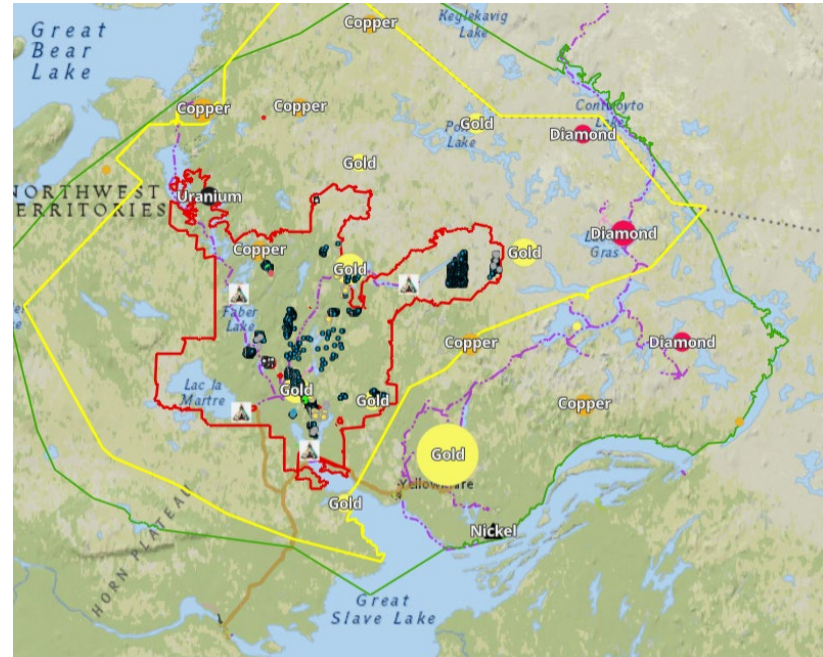 Great
Bear
Lake
Keglekavig
Lake
Copper
Copper
Copper
Contwoyto
Gold
Diamond
Lake
Gold
NORTHWEST
TERRITORIES
Uranium
Diamond
Gras
Copper
Gold
Gold
Faber
Lake
Copper
Diamond
Lac la
Martre
Gold
Gold
Copper
Gold
Yellowknife
Gold
Nickel
HORN PLATEAU
Great
Slave Lake